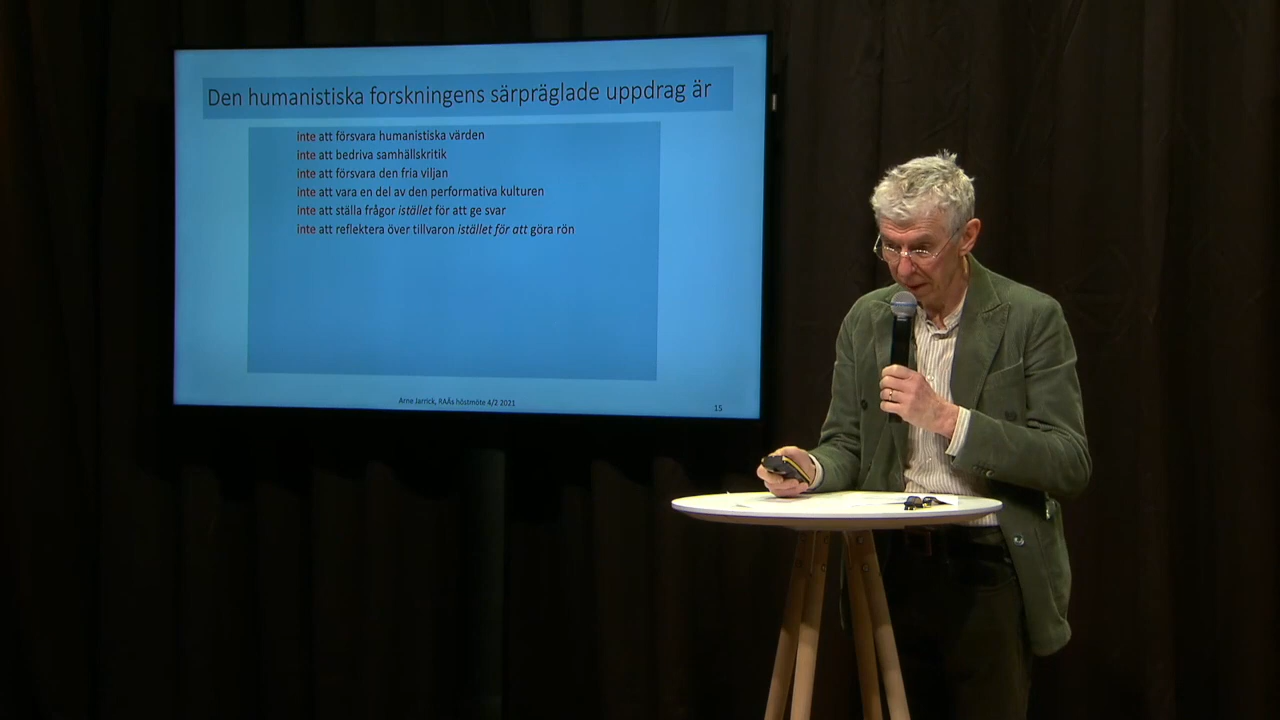 Den humanistiska forskningens särpräglade uppdrag är
inte att försvara humanistiska värden
inte att bedriva samhällskritik
inte att försvara den fria viljan
inte att vara en del av den performativa kulturen
inte att ställa frågor istället för att ge svar
inte att reflektera över tillvaron istället för att göra rön
Arne Jarrick, RAÄs höstmöte 4/2 2021
15